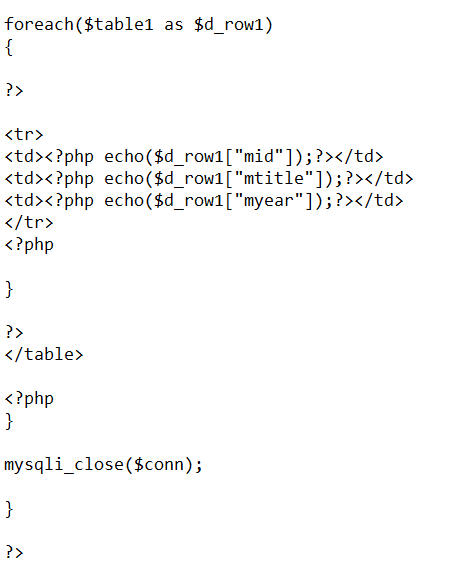 foreach($table1 as $d_row1)
{
?>
<tr>
<td><?php echo($d_row1["mid"]);?></td>
<td><?php echo($d_row1["mtitle"]);?></td>
<td><?php echo($d_row1["myear"]);?></td>
</tr>
<?php
}
?>
</table>
<?php
}
mysqli_close($conn);
}
?>